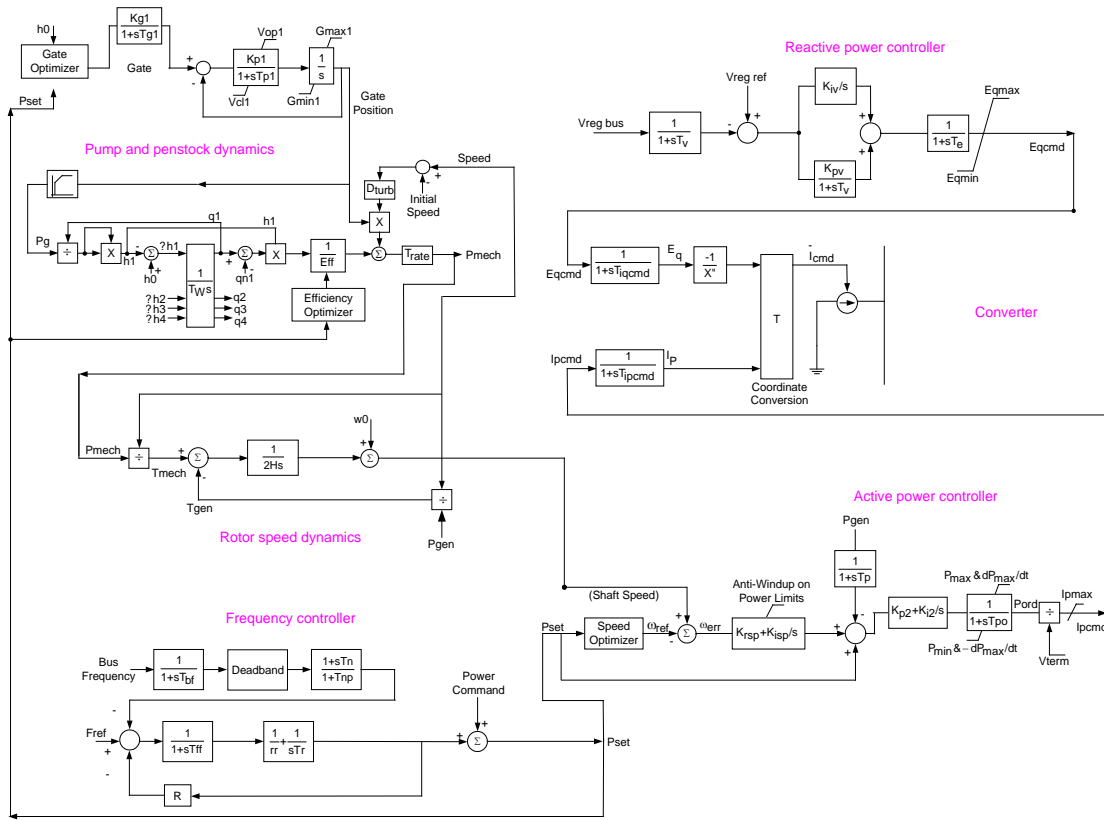 h0
Gate
Optimizer
Pset
Kg1
1+sTg1
Gate
+
-
Vop1
Kp1
1+sTp1
Vcl1
Gmax1
1
s
Gmin1
Gate
Position
Pump and penstock dynamics
Speed
Dturb
+
-
Initial
Speed
X
Pg
÷
X
h1
-
Σ
+
h0
?h1
q1
1
TWs
?h2
?h3
?h4
q2
q3
q4
+
Σ
-
qn1
h1
X
1
Eff
Efficiency
Optimizer
Σ
Trate
Pmech
Pmech
÷
Tmech
+
Σ
-
Tgen
1
2Hs
w0
+
Σ
÷
Pgen
Rotor speed dynamics
Frequency controller
Bus
Frequency
1
1+sTbf
Deadband
1+sTn
1+Tnp
-
Fref
+
-
1
1+sTff
1
rr
+
1
sTr
R
Power
Command
+
+
Σ
Pset
Reactive power controller
Vreg bus
1
1+sTv
Vreg ref
-
+
Kiv/s
Kpv
1+sTv
+
+
1
1+sTe
Eqmax
Eqmin
Eqcmd
Eqcmd
1
1+sTiqcmd
Eq
-1
X"
T
Coordinate
Conversion
Icmd
Converter
Ipcmd
1
1+sTipcmd
IP
Active power controller
Pgen
1
1+sTp
(Shaft Speed)
Pset
Speed
Optimizer
ωref
+
-
Σ
ωerr
Anti-Windup on
Power Limits
Krsp+Kisp/s
-
+
+
Kp2+Ki2/s
Pmax & dPmax/dt
1
1+sTpo
Pmin & - dPmax/dt
Pord
÷
Vterm
Ipmax
Ipcmd